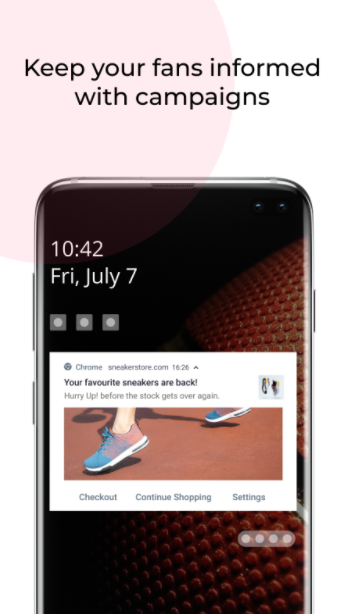 Keep your fans informed
with campaigns
10:42
Fri, July 7
Chrome sneakerstore.com 16:26
Your favourite sneakers are back!
Hurry Up! before the stock gets over again.
Checkout Continue Shopping Settings